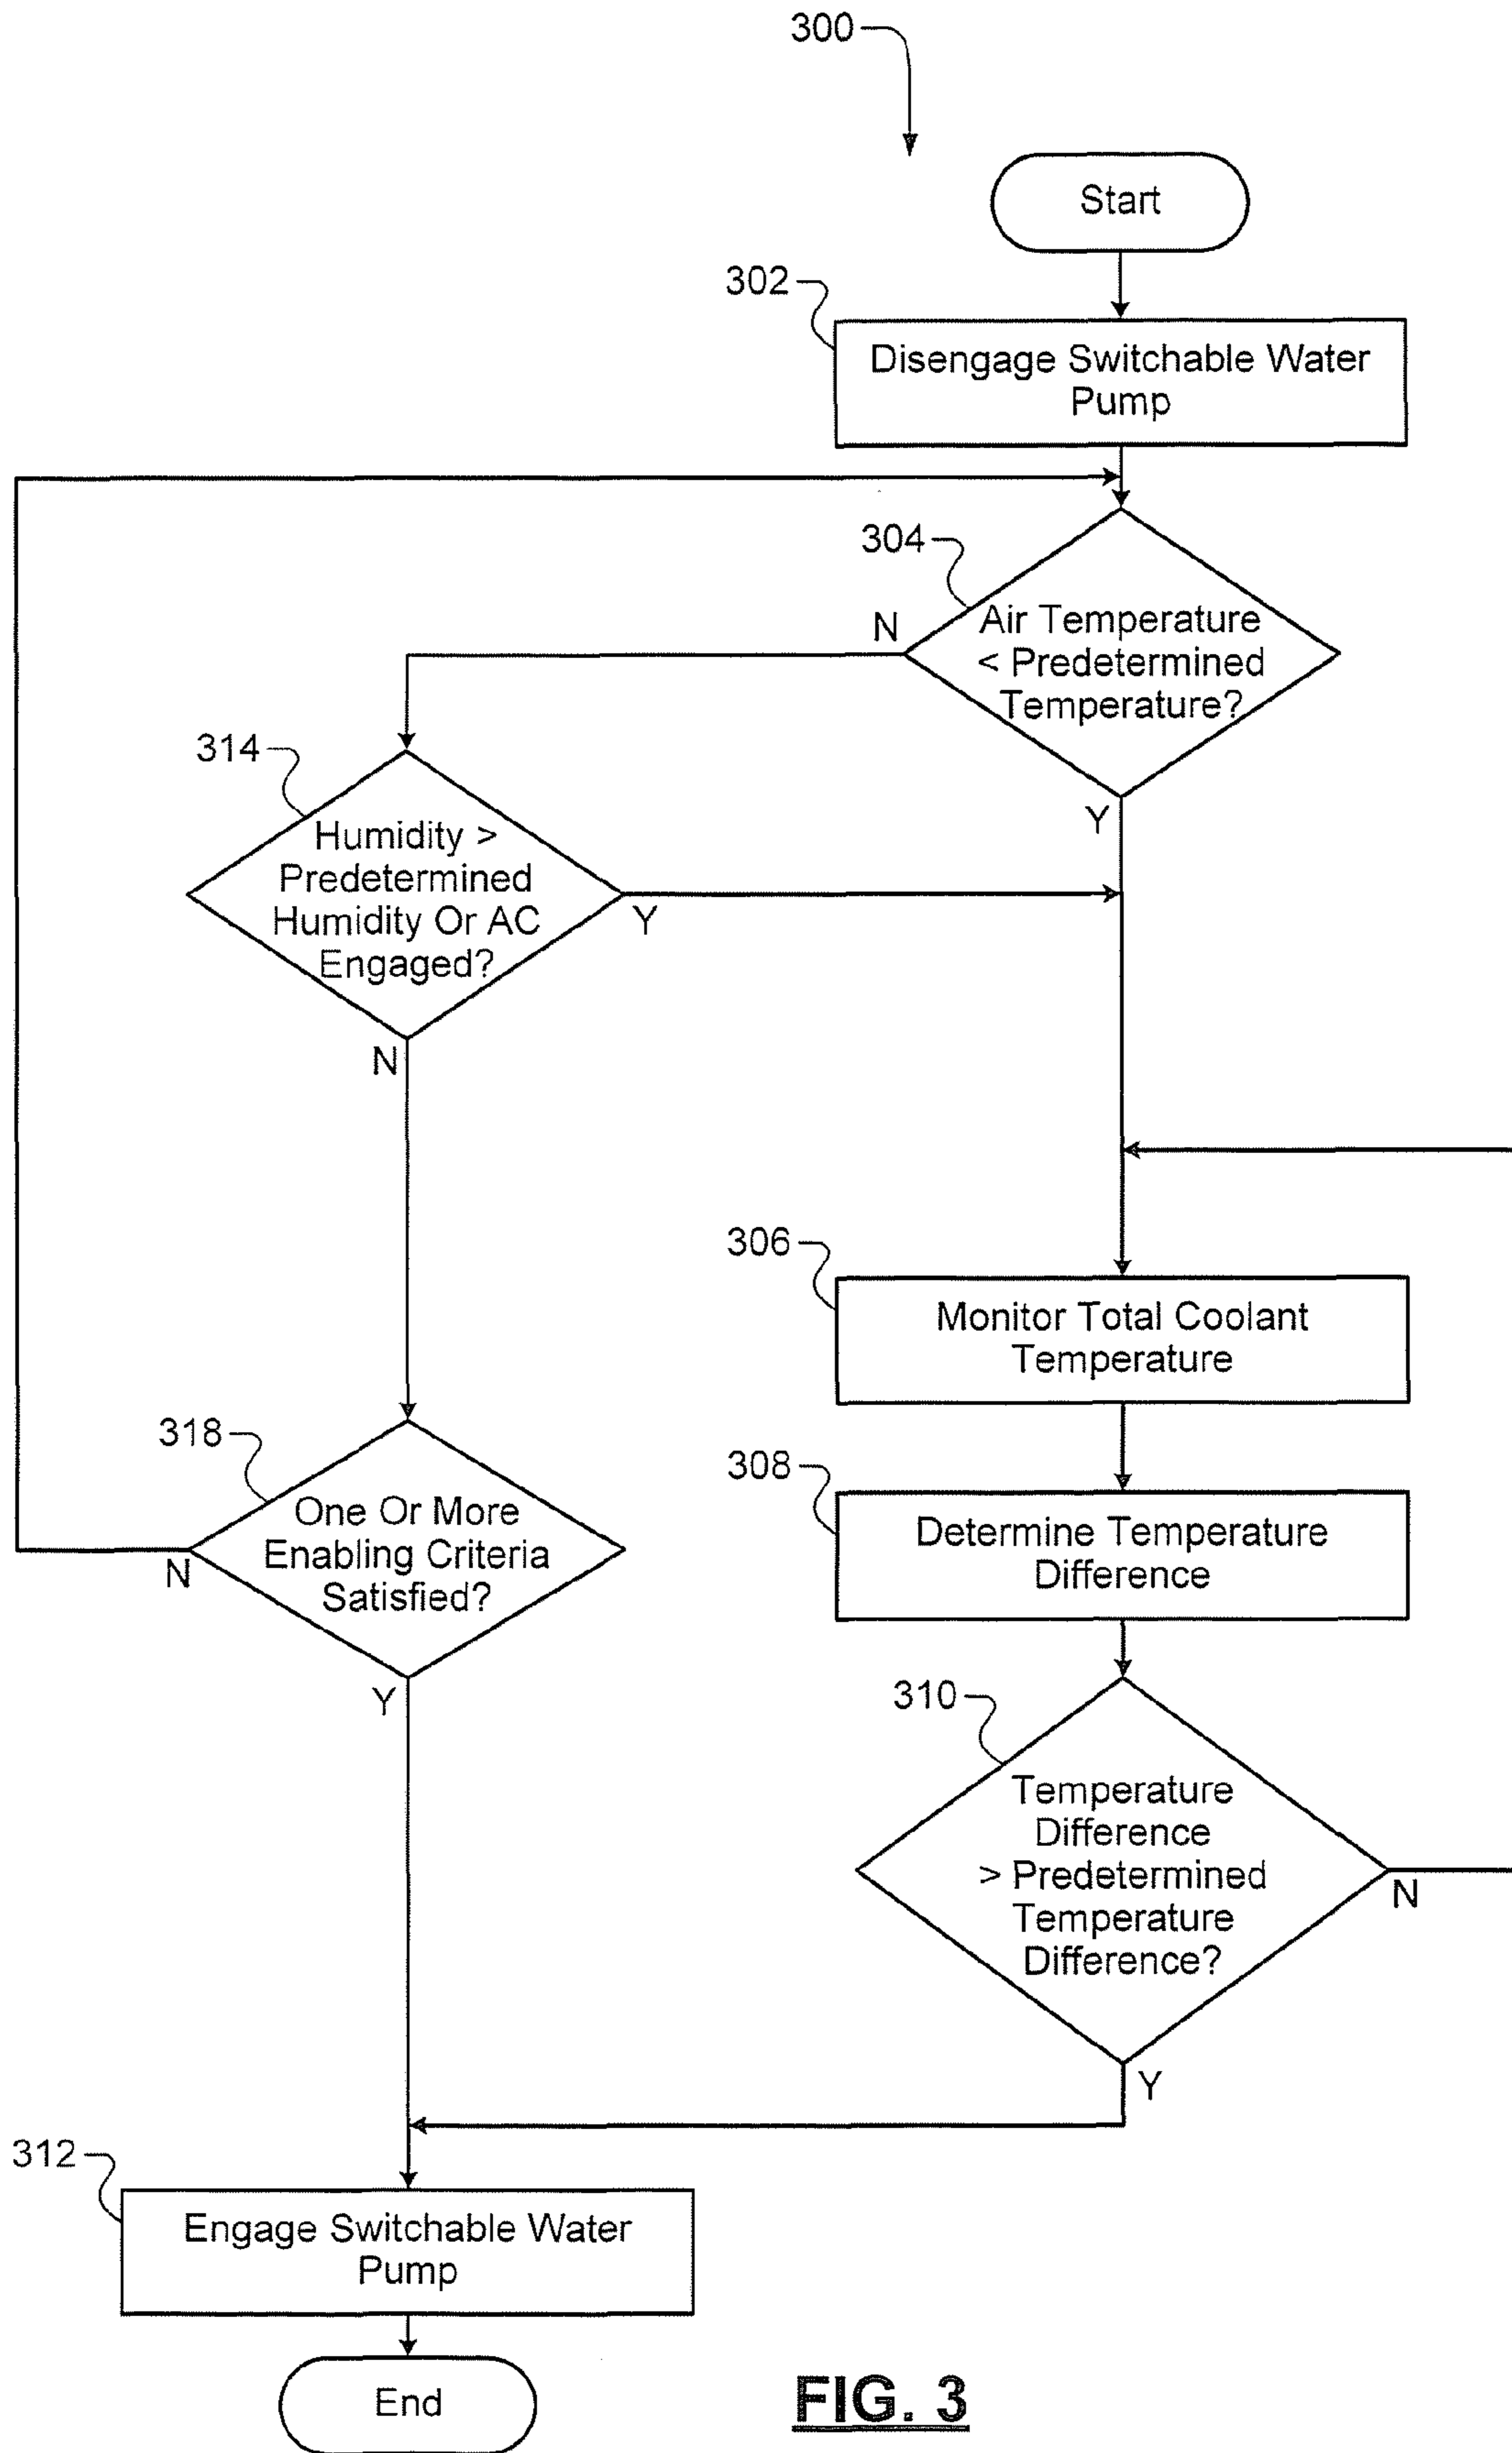 300
Start
302
Disengage Switchable Water
Pump
304
Air Temperature
< Predetermined
Temperature?
N
Y
314
Humidity >
Predetermined
Humidity Or AC
Engaged?
Y
N
306
Monitor Total Coolant
Temperature
308
Determine Temperature
Difference
318
One Or More
Enabling Criteria
Satisfied?
N
Y
310
Temperature
Difference
> Predetermined
Temperature
Difference?
N
Y
312
Engage Switchable Water
Pump
End
FIG. 3